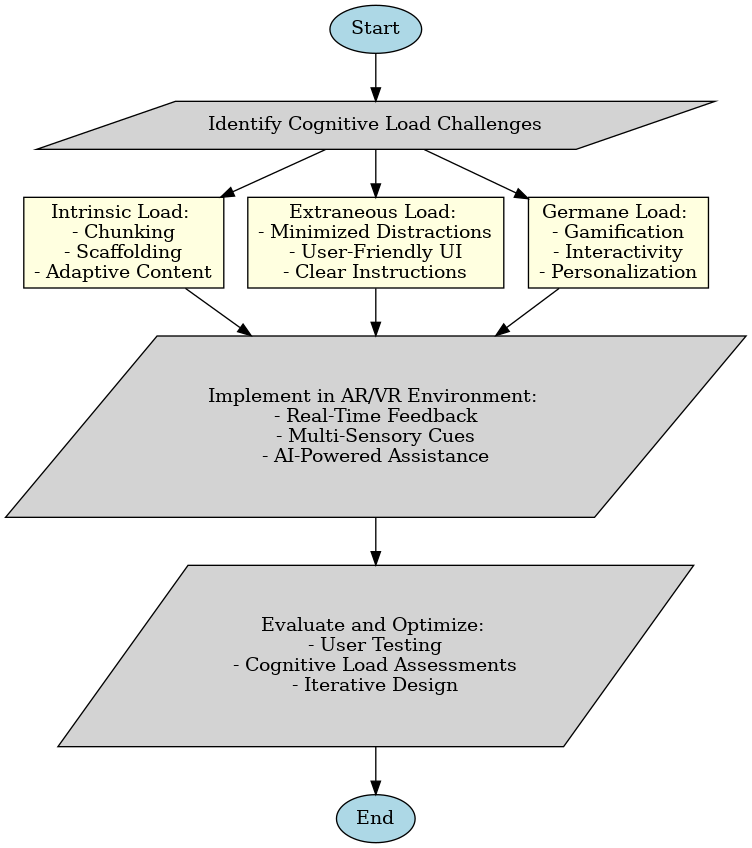 Start
Identify Cognitive Load Challenges
Intrinsic Load:
- Chunking
- Scaffolding
- Adaptive Content
Extraneous Load:
- Minimized Distractions
- User-Friendly UI
- Clear Instructions
Germane Load:
- Gamification
- Interactivity
- Personalization
Implement in AR/VR Environment:
- Real-Time Feedback
- Multi-Sensory Cues
- AI-Powered Assistance
Evaluate and Optimize:
- User Testing
- Cognitive Load Assessments
- Iterative Design
End